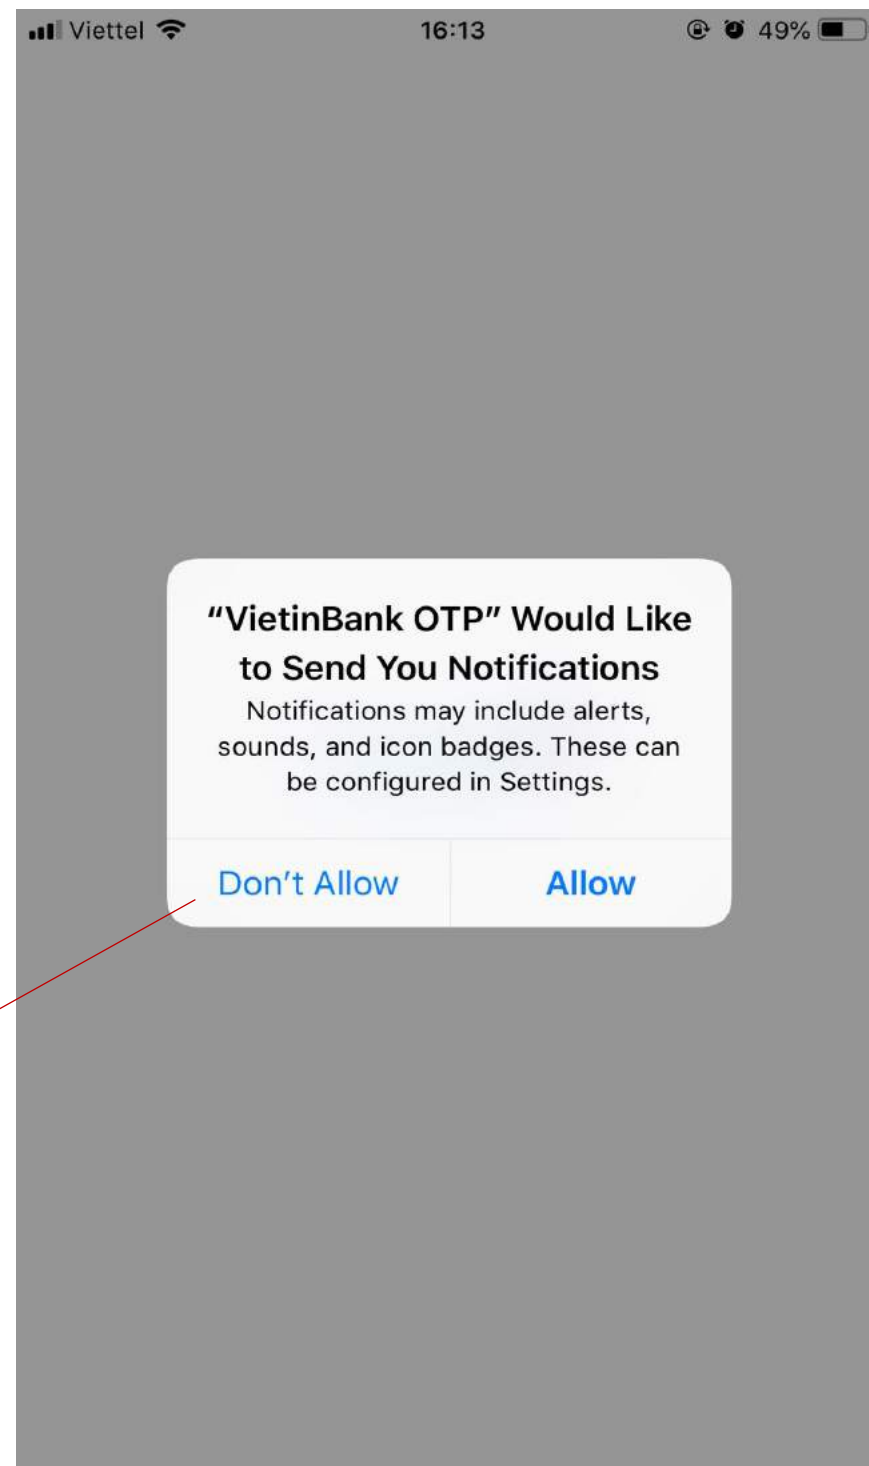 Viettel 16:13 49%
“VietinBank OTP” Would Like
to Send You Notifications
Notifications may include alerts,
sounds, and icon badges. These can
be configured in Settings.
Don’t Allow Allow